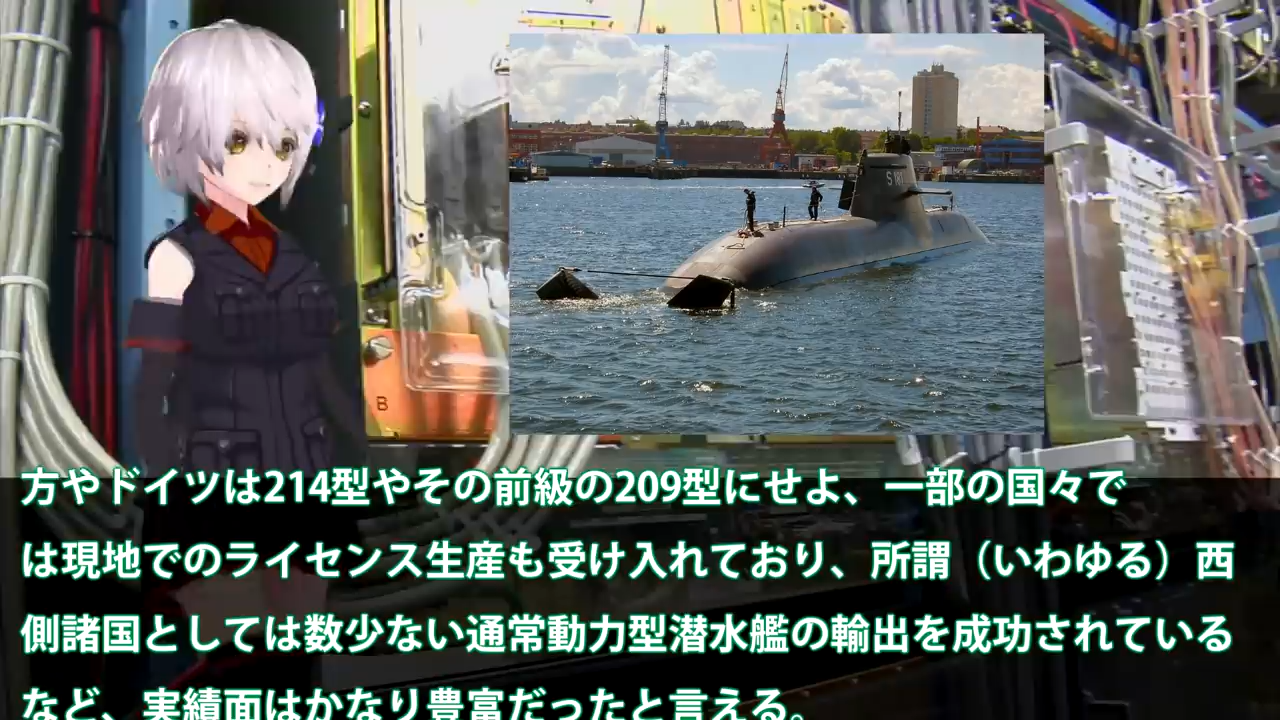 S 181
B
方やドイツは214型やその前級の209型にせよ、一部の国々で
は現地でのライセンス生産も受け入れており、所謂（いわゆる）西
側諸国としては数少ない通常動力型潜水艦の輸出を成功されている
など、実績面はかなり豊富だったと言える。